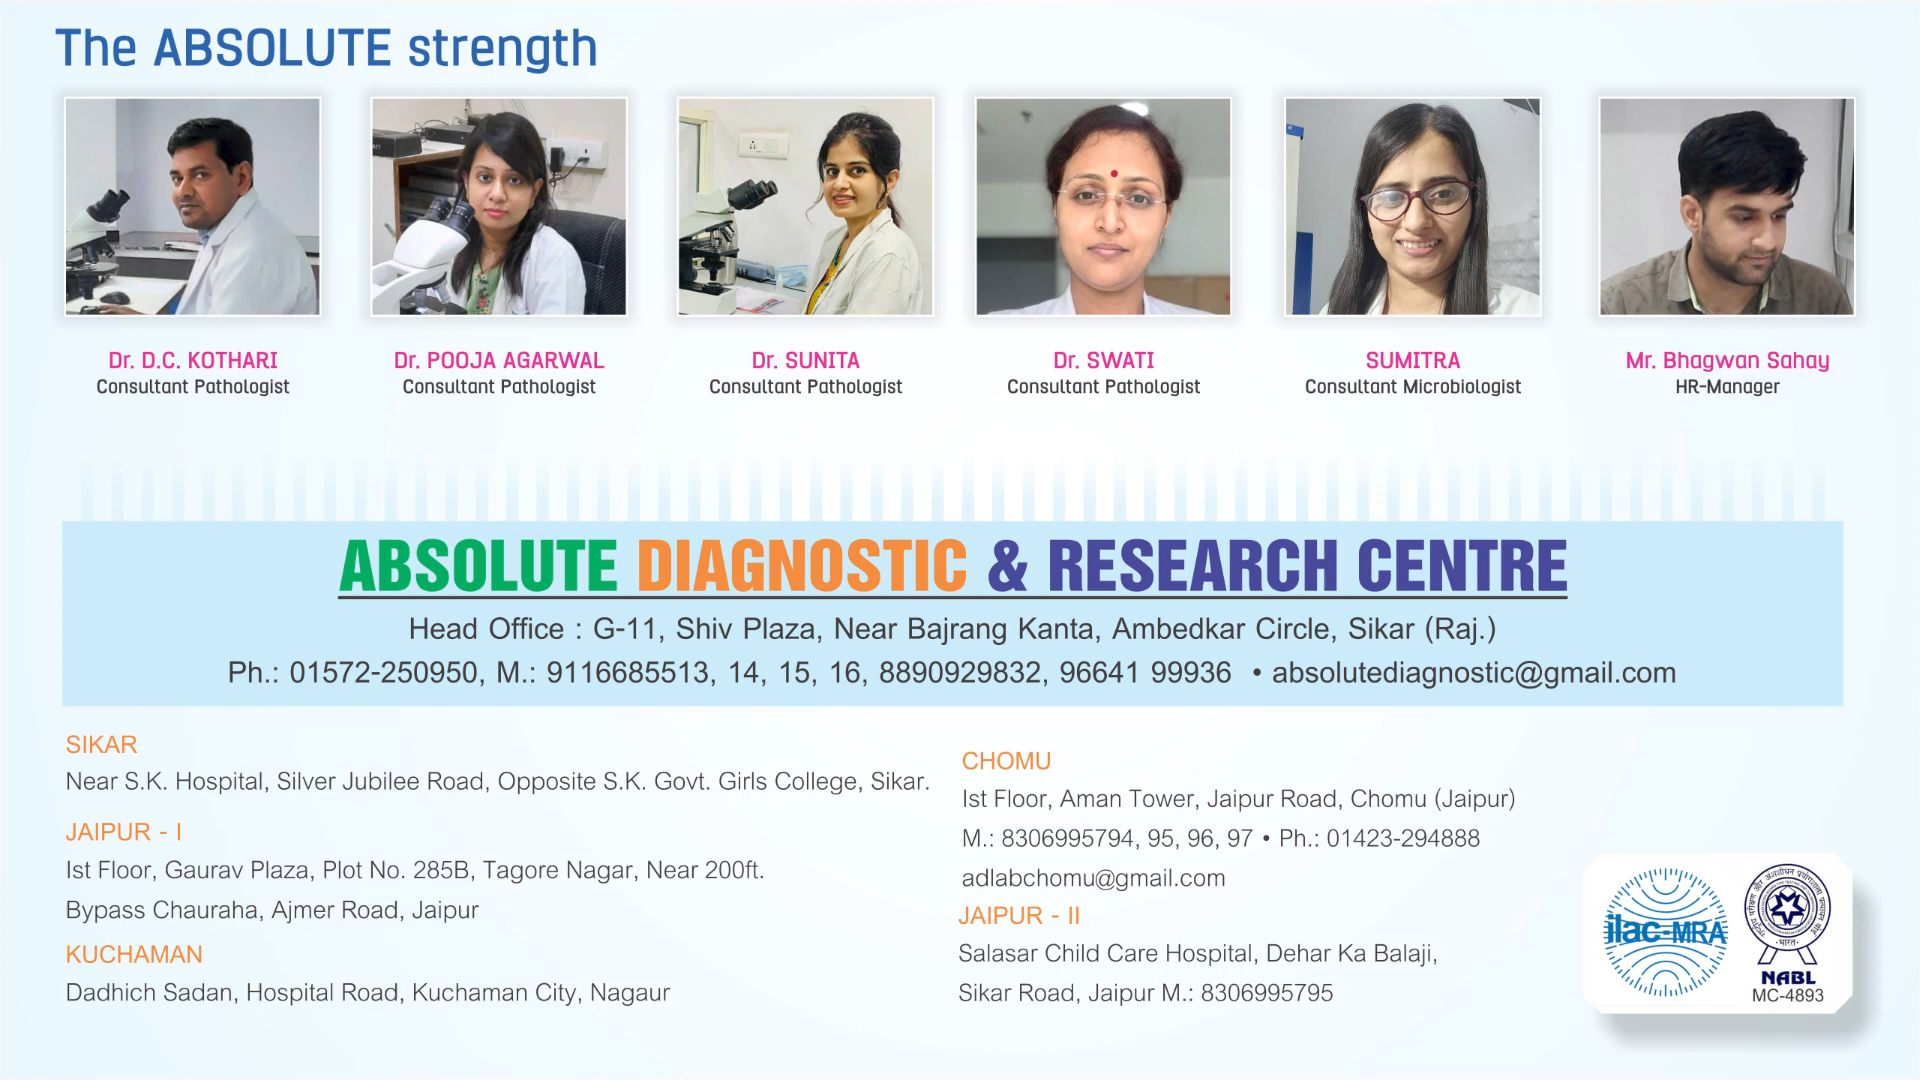 The ABSOLUTE strength
Dr. D.C. KOTHARI
Consultant Pathologist
Dr. POOJA AGARWAL
Consultant Pathologist
Dr. SUNITA
Consultant Pathologist
Dr. SWATI
Consultant Pathologist
SUMITRA
Consultant Microbiologist
Mr. Bhagwan Sahay
HR-Manager
ABSOLUTE DIAGNOSTIC & RESEARCH CENTRE
Head Office : G-11, Shiv Plaza, Near Bajrang Kanta, Ambedkar Circle, Sikar (Raj.)
Ph.: 01572-250950, M.: 9116685513, 14, 15, 16, 8890929832, 96641 99936 • absolutediagnostic@gmail.com
SIKAR
Near S.K. Hospital, Silver Jubilee Road, Opposite S.K. Govt. Girls College, Sikar.
JAIPUR - I
Ist Floor, Gaurav Plaza, Plot No. 285B, Tagore Nagar, Near 200ft.
Bypass Chauraha, Ajmer Road, Jaipur
KUCHAMAN
Dadhich Sadan, Hospital Road, Kuchaman City, Nagaur
CHOMU
Ist Floor, Aman Tower, Jaipur Road, Chomu (Jaipur)
M.: 8306995794, 95, 96, 97 • Ph.: 01423-294888
adlabchomu@gmail.com
JAIPUR - II
Salasar Child Care Hospital, Dehar Ka Balaji,
Sikar Road, Jaipur M.: 8306995795
ilac-MRA
भारत
NABL
MC-4893